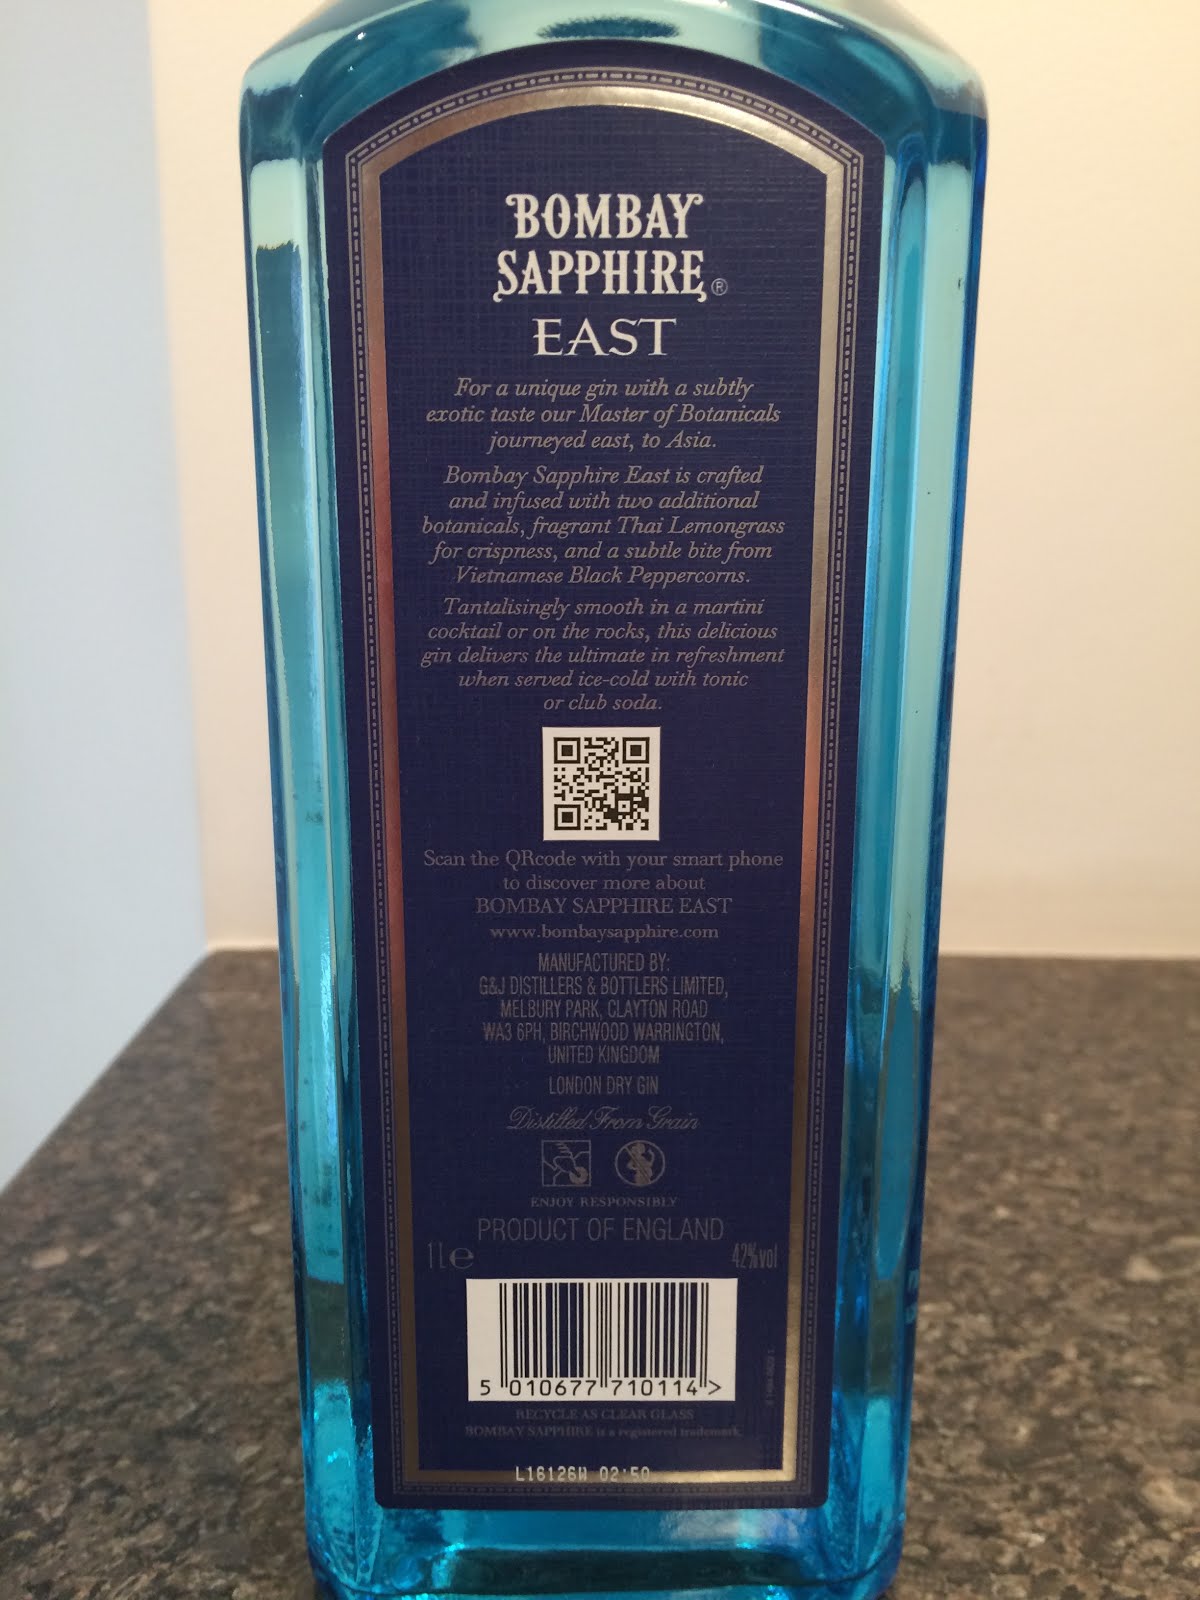 BOMBAY
SAPPHIRE®
EAST
For a unique gin with a subtly
exotic taste our Master of Botanicals
journeyed east, to Asia.
Bombay Sapphire East is crafted
and infused with two additional
botanicals, fragrant Thai Lemongrass
for crispness, and a subtle bite from
Vietnamese Black Peppercorns.
Tantalisingly smooth in a martini
cocktail or on the rocks, this delicious
gin delivers the ultimate in refreshment
when served ice-cold with tonic
or club soda.
Scan the QRcode with your smart phone
to discover more about
BOMBAY SAPPHIRE EAST
www.bombaysapphire.com
MANUFACTURED BY:
G&J DISTILLERS & BOTTLERS LIMITED,
MELBURY PARK, CLAYTON ROAD
WA3 6PH, BIRCHWOOD WARRINGTON,
UNITED KINGDOM
LONDON DRY GIN
Distilled From Grain
ENJOY RESPONSIBLY
PRODUCT OF ENGLAND
1L e 42%vol
5 010677 710114 >
RECYCLE AS CLEAR GLASS
BOMBAY SAPPHIRE is a registered trademark
L16126W 02:50